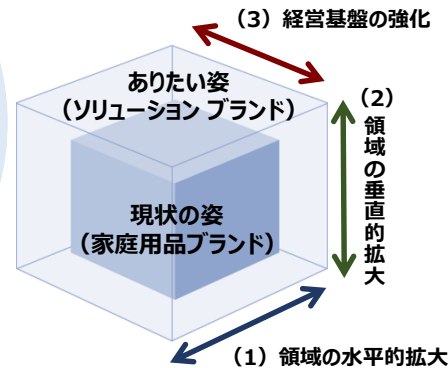 （3）経営基盤の強化
ありたい姿
（ソリューション ブランド）
（2）
領域の垂直的拡大
現状の姿
（家庭用品ブランド）
（1）領域の水平的拡大